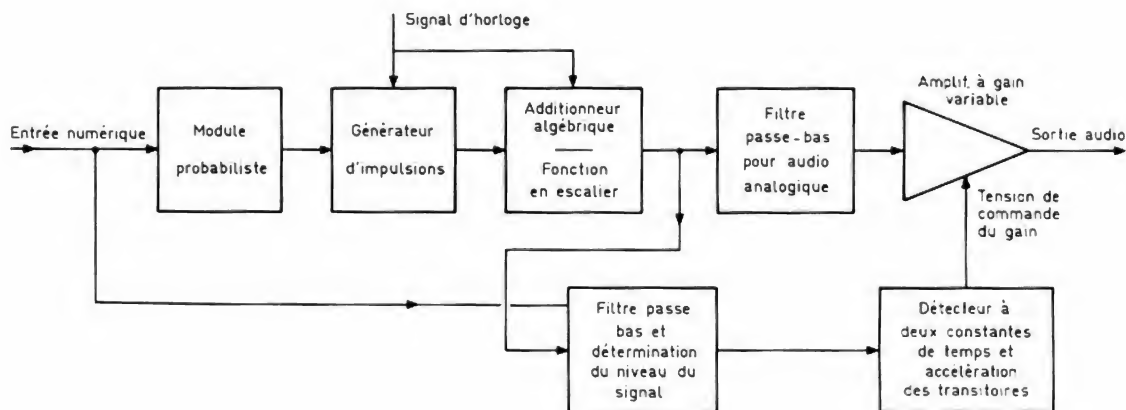 Signal d'horloge
Entrée numérique
Module
probabiliste
Générateur
d'impulsions
Additionneur
algébrique
Fonction
en escalier
Filtre
passe-bas
pour audio
analogique
Amplif. à gain
variable
Sortie audio
Tension de
commande
du gain
Filtre passe
bas et
détermination
du niveau du
signal
Détecteur à
deux constantes
de temps et
accélération
des transitoires